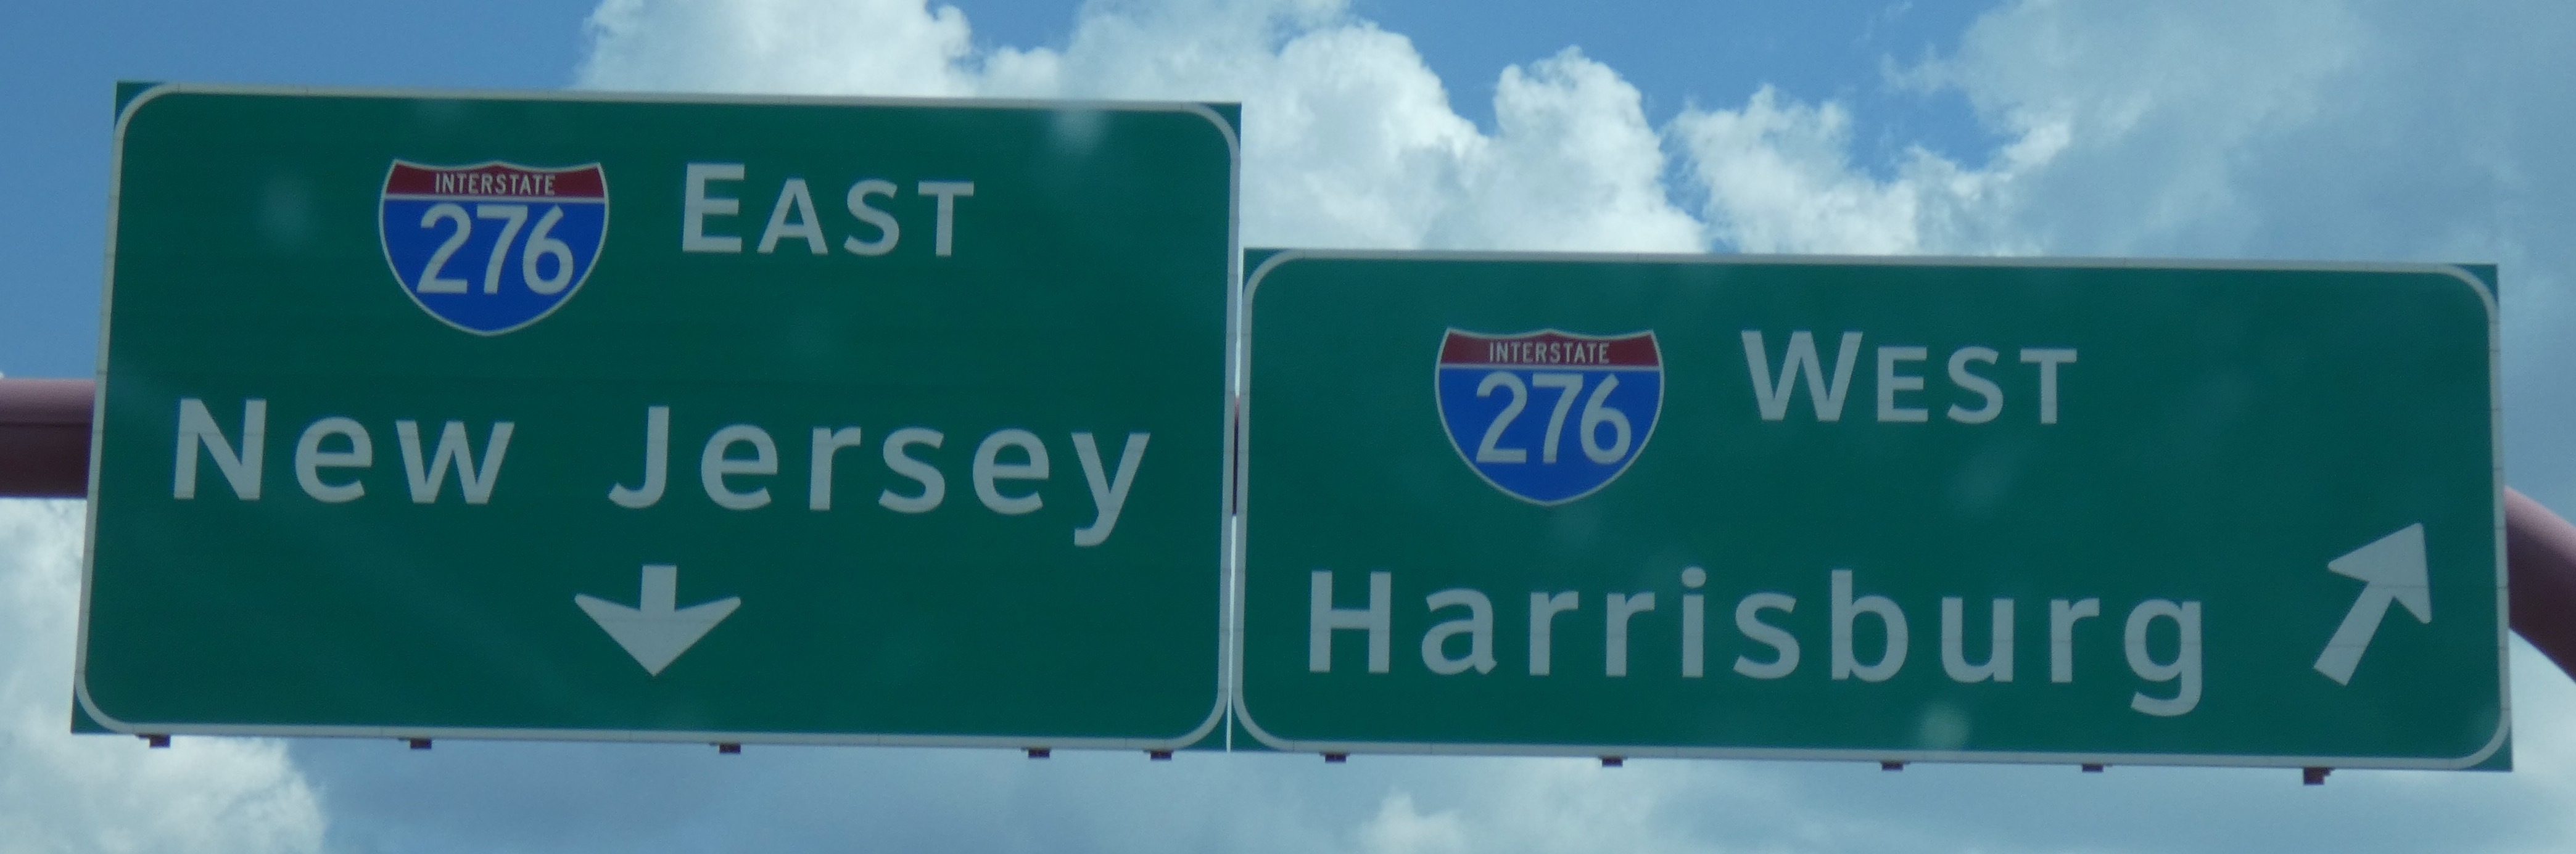 INTERSTATE
276 EAST
New Jersey
INTERSTATE
276 WEST
Harrisburg